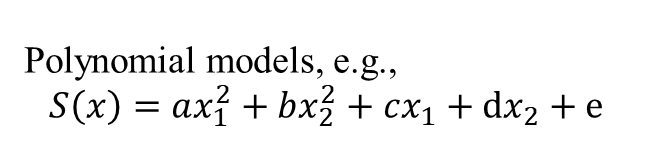 Polynomial models, e.g.,
S(x) = ax₁² + bx₂² + cx₁ + dx₂ + e